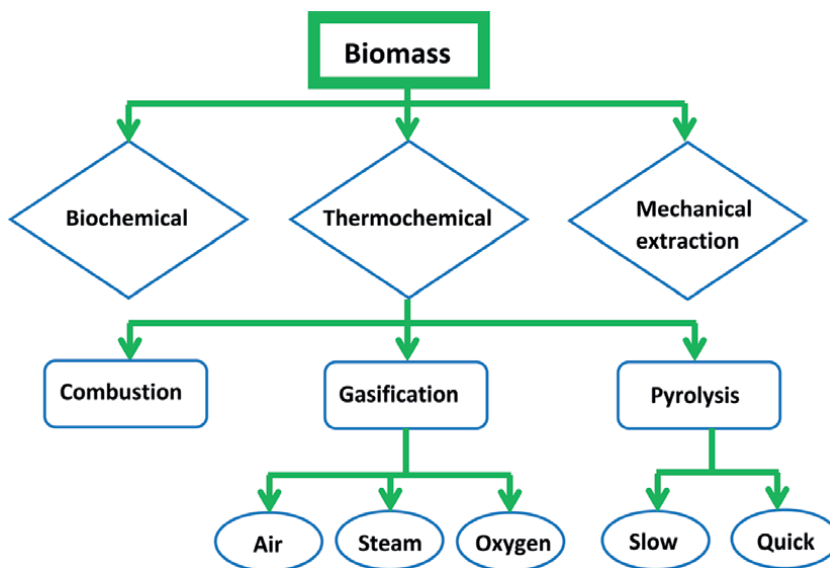 Biomass
Biochemical
Thermochemical
Mechanical
extraction
Combustion
Gasification
Pyrolysis
Air
Steam
Oxygen
Slow
Quick